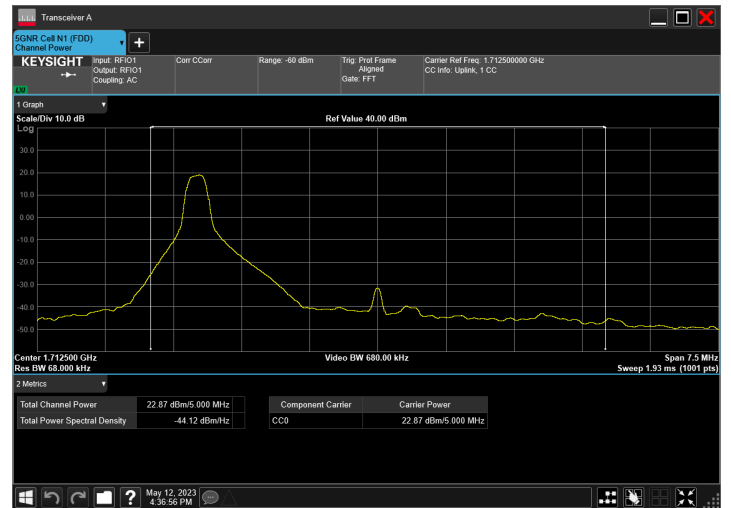 Transceiver A
5GNR Cell N1 (FDD)
Channel Power
KEYSIGHT
LXI
Input: RFIO1
Output: RFIO1
Coupling: AC
Corr CCorr
Range: -60 dBm
Trig: Prot Frame
Aligned
Gate: FFT
Carrier Ref Freq: 1.712500000 GHz
CC Info: Uplink, 1 CC
1 Graph
Scale/Div 10.0 dB
Ref Value 40.00 dBm
Log
30.0
20.0
10.0
0.00
-10.0
-20.0
-30.0
-40.0
-50.0
Center 1.712500 GHz
Video BW 680.00 kHz
Span 7.5 MHz
Res BW 68.000 kHz
Sweep 1.93 ms (1001 pts)
2 Metrics
Total Channel Power 22.87 dBm/5.000 MHz
Total Power Spectral Density -44.12 dBm/Hz
Component Carrier Carrier Power
CC0 22.87 dBm/5.000 MHz
?
May 12, 2023
4:36:56 PM